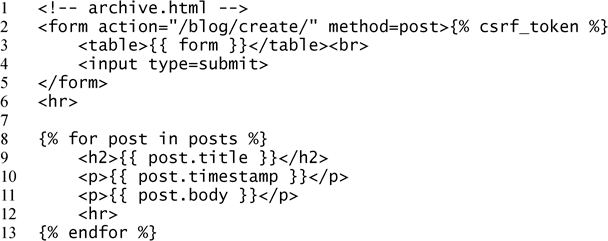 1 <!-- archive.html -->
2 <form action="/blog/create/" method=post>{% csrf_token %}
3     <table>{{ form }}</table><br>
4     <input type=submit>
5 </form>
6 <hr>
7
8 {% for post in posts %}
9     <h2>{{ post.title }}</h2>
10     <p>{{ post.timestamp }}</p>
11     <p>{{ post.body }}</p>
12     <hr>
13 {% endfor %}